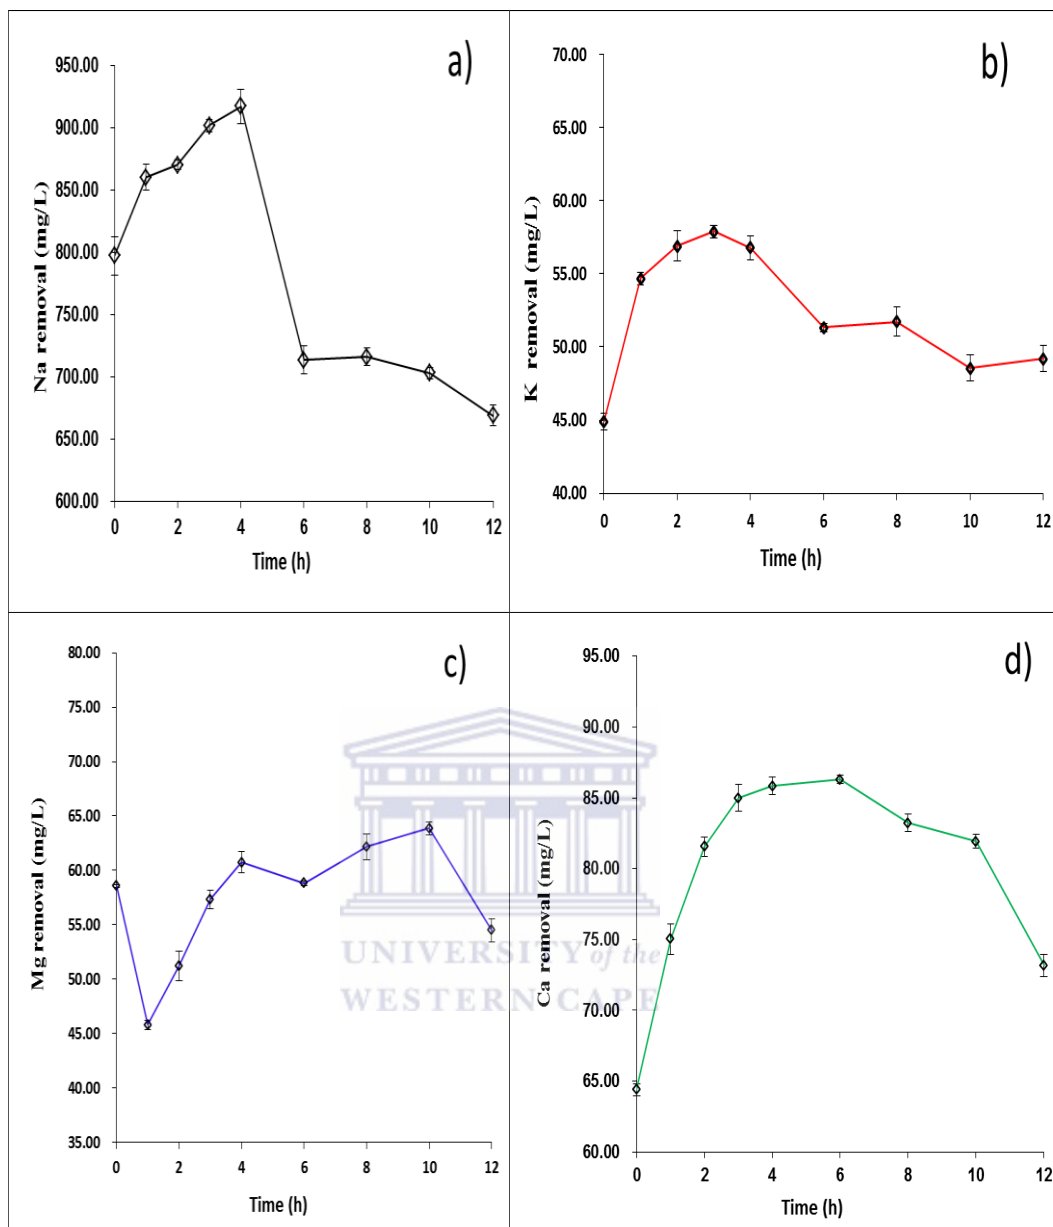 a)
950.00
900.00
850.00
800.00
750.00
700.00
650.00
600.00
Na removal (mg/L)
0 2 4 6 8 10 12
Time (h)
b)
70.00
65.00
60.00
55.00
50.00
45.00
40.00
K removal (mg/L)
0 2 4 6 8 10 12
Time (h)
c)
80.00
75.00
70.00
65.00
60.00
55.00
50.00
45.00
40.00
35.00
Mg removal (mg/L)
0 2 4 6 8 10 12
Time (h)
d)
95.00
90.00
85.00
80.00
75.00
70.00
65.00
60.00
Ca removal (mg/L)
0 2 4 6 8 10 12
Time (h)
UNIVERSITY of the
WESTERN CAPE